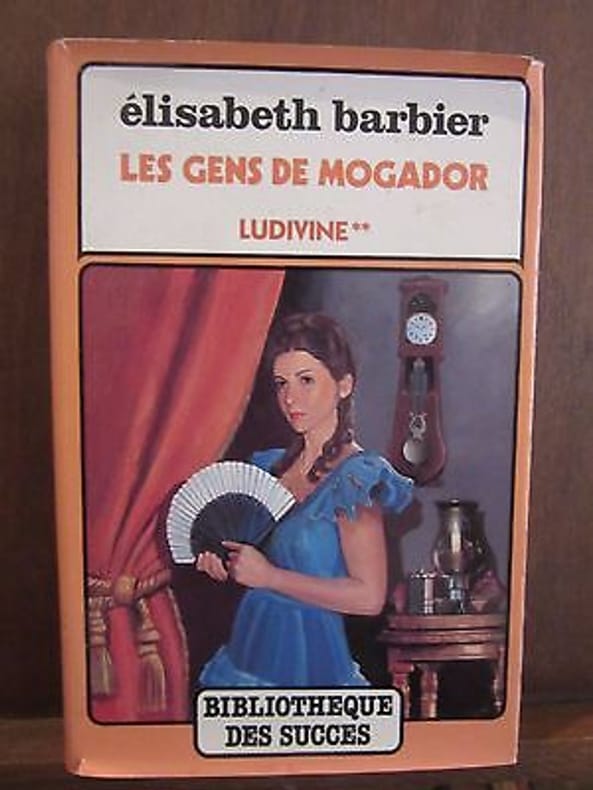 élisabeth barbier
LES GENS DE MOGADOR
LUDIVINE**
BIBLIOTHEQUE
DES SUCCES